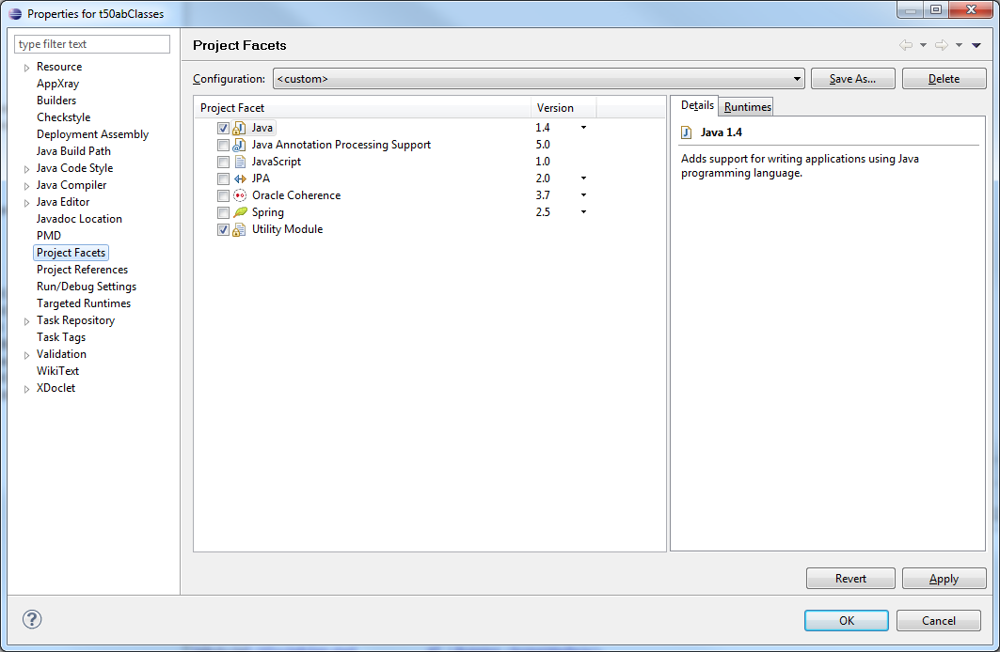 Properties for t50abClasses
type filter text
Resource
AppXray
Builders
Checkstyle
Deployment Assembly
Java Build Path
Java Code Style
Java Compiler
Java Editor
Javadoc Location
PMD
Project Facets
Project References
Run/Debug Settings
Targeted Runtimes
Task Repository
Task Tags
Validation
WikiText
XDoclet
Project Facets
Configuration: <custom> Save As... Delete
Project Facet Version
Java 1.4
Java Annotation Processing Support 5.0
JavaScript 1.0
JPA 2.0
Oracle Coherence 3.7
Spring 2.5
Utility Module
Details Runtimes
Java 1.4
Adds support for writing applications using Java
programming language.
Revert Apply
OK Cancel